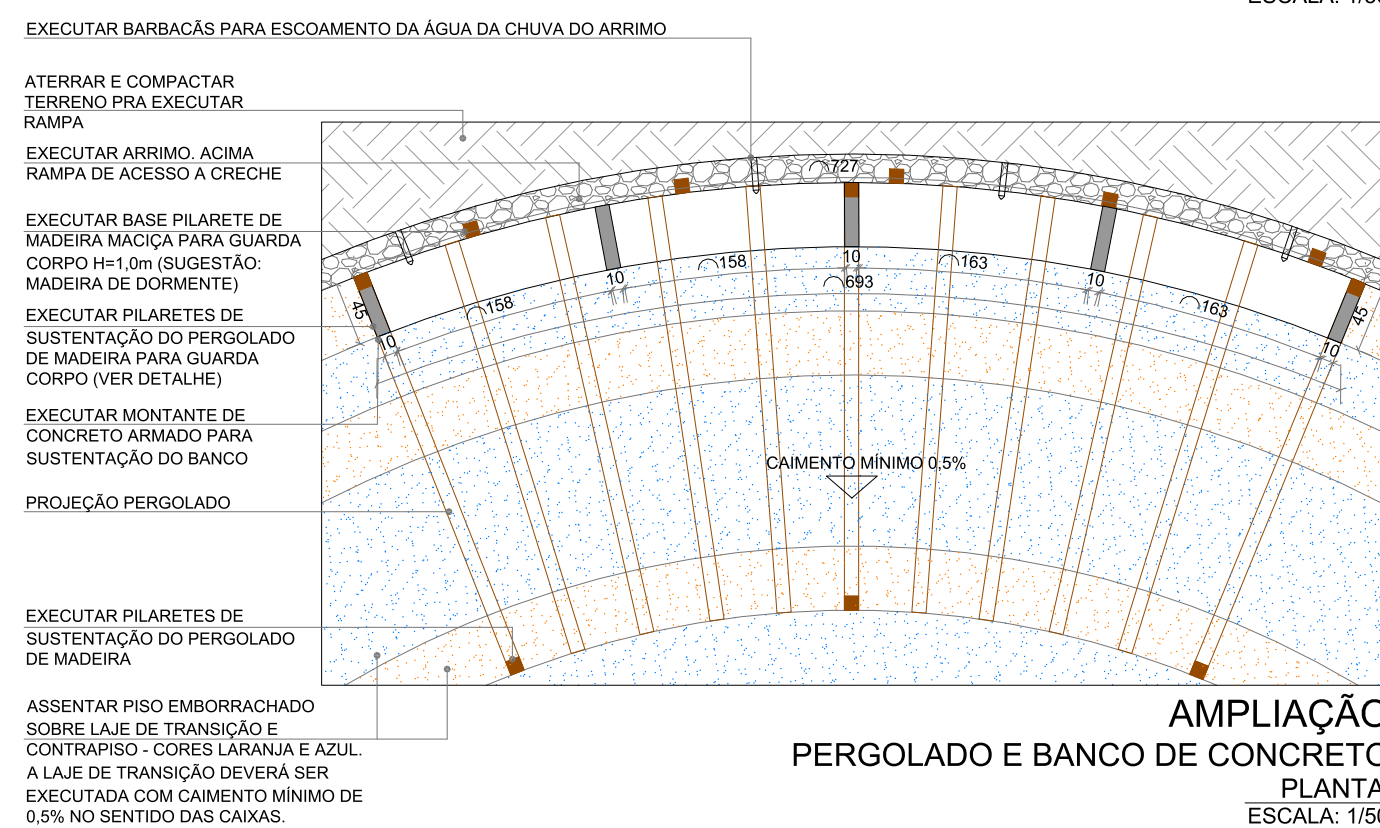 EXECUTAR BARBACÃS PARA ESCOAMENTO DA ÁGUA DA CHUVA DO ARRIMO
ATERRAR E COMPACTAR
TERRENO PRA EXECUTAR
RAMPA
EXECUTAR ARRIMO. ACIMA
RAMPA DE ACESSO A CRECHE
EXECUTAR BASE PILARETE DE
MADEIRA MACIÇA PARA GUARDA
CORPO H=1,0m (SUGESTÃO:
MADEIRA DE DORMENTE)
EXECUTAR PILARETES DE
SUSTENTAÇÃO DO PERGOLADO
DE MADEIRA PARA GUARDA
CORPO (VER DETALHE)
EXECUTAR MONTANTE DE
CONCRETO ARMADO PARA
SUSTENTAÇÃO DO BANCO
PROJEÇÃO PERGOLADO
EXECUTAR PILARETES DE
SUSTENTAÇÃO DO PERGOLADO
DE MADEIRA
ASSENTAR PISO EMBORRACHADO
SOBRE LAJE DE TRANSIÇÃO E
CONTRAPISO - CORES LARANJA E AZUL.
A LAJE DE TRANSIÇÃO DEVERÁ SER
EXECUTADA COM CAIMENTO MÍNIMO DE
0,5% NO SENTIDO DAS CAIXAS.
727
45
10
158
10
158
10
693
163
10
163
10
45
CAIMENTO MÍNIMO 0,5%
AMPLIAÇÃO
PERGOLADO E BANCO DE CONCRETO
PLANTA
ESCALA: 1/50